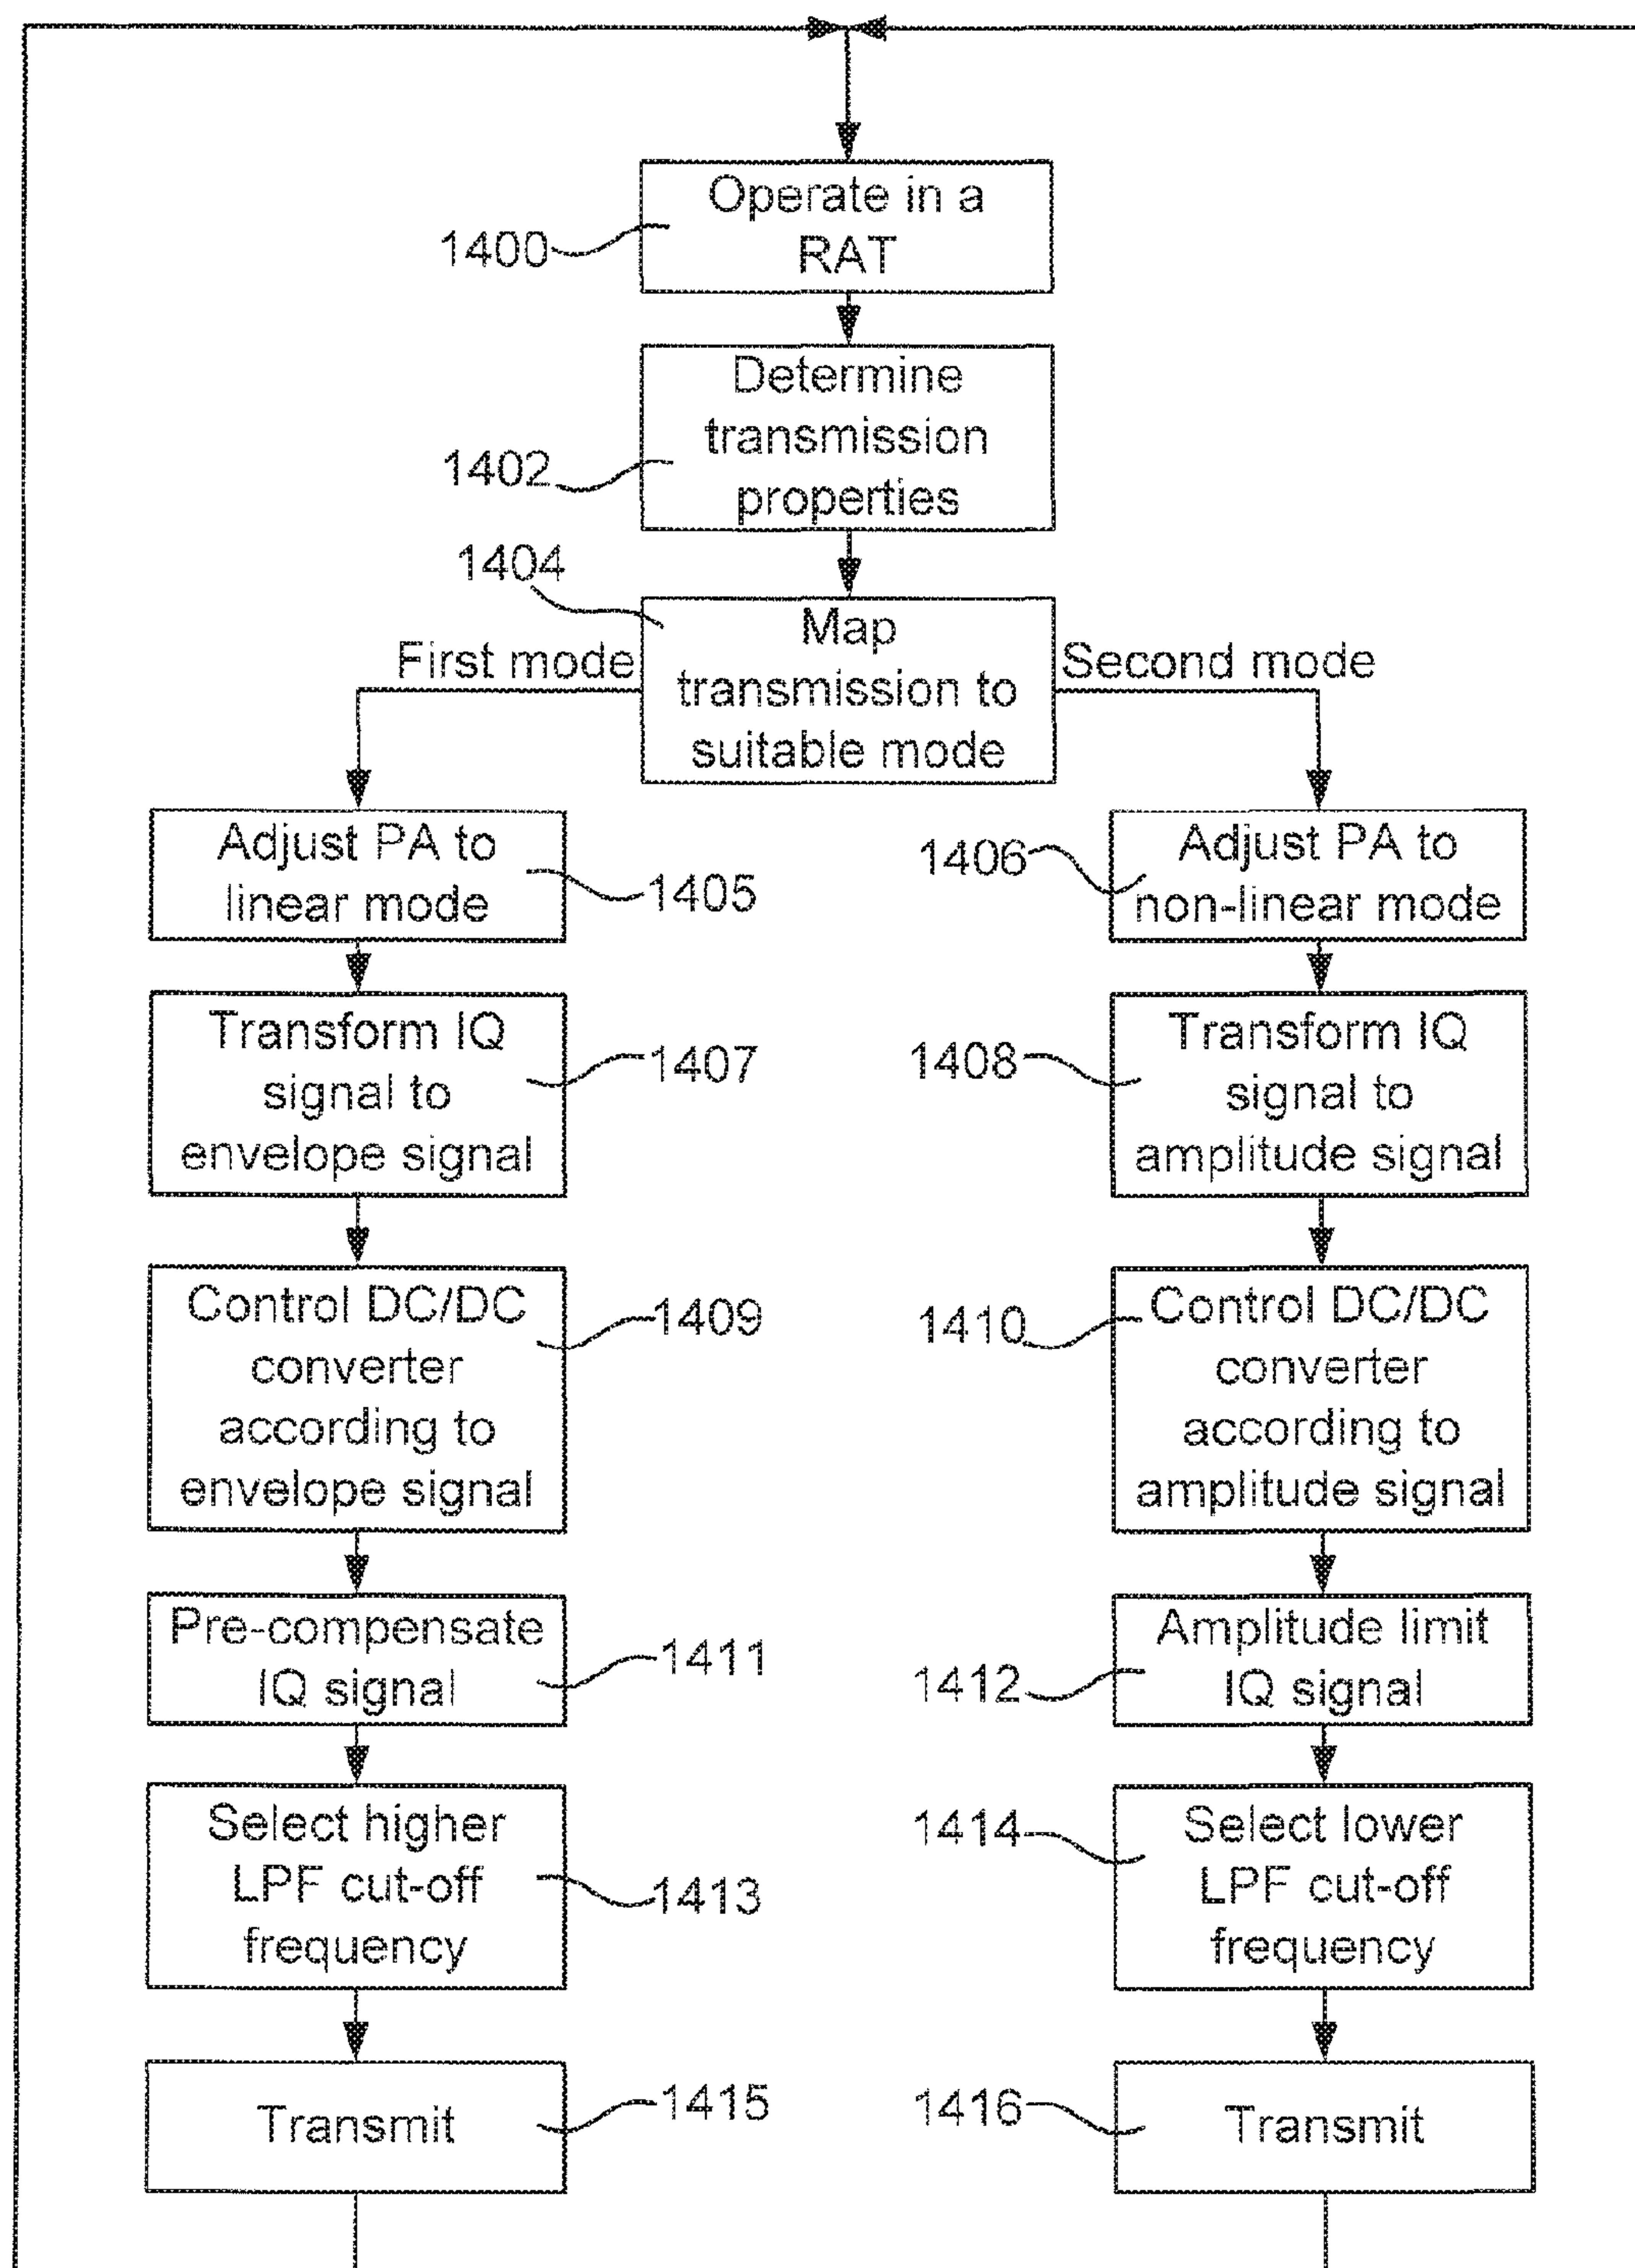 Operate in a
RAT
1400
Determine
transmission
properties
1402
1404
Map
transmission to
suitable mode
First mode
Second mode
Adjust PA to
linear mode
1405
1406
Adjust PA to
non-linear mode
Transform IQ
signal to
envelope signal
1407
1408
Transform IQ
signal to
amplitude signal
Control DC/DC
converter
according to
envelope signal
1409
1410
Control DC/DC
converter
according to
amplitude signal
Pre-compensate
IQ signal
1411
1412
Amplitude limit
IQ signal
Select higher
LPF cut-off
frequency
1413
1414
Select lower
LPF cut-off
frequency
Transmit
1415
1416
Transmit